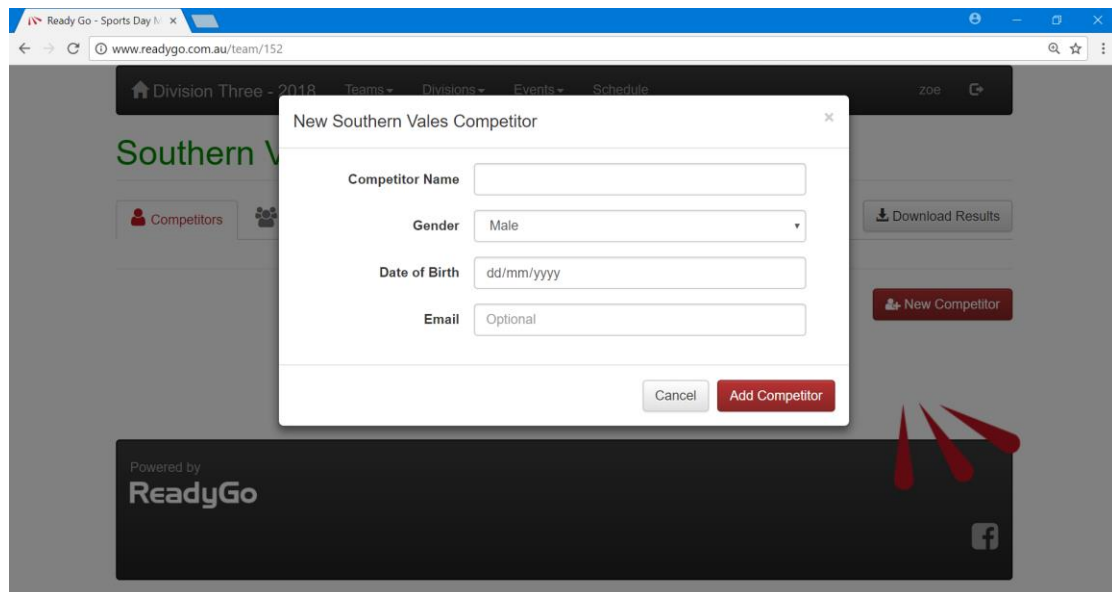 Ready Go - Sports Day M
www.readygo.com.au/team/152
Division Three - 2018 Teams Divisions Events Schedule zoe
New Southern Vales Competitor ×
Southern V
Competitor Name
Competitors
Download Results
Gender Male
Date of Birth dd/mm/yyyy
New Competitor
Email Optional
Cancel Add Competitor
Powered by
ReadyGo